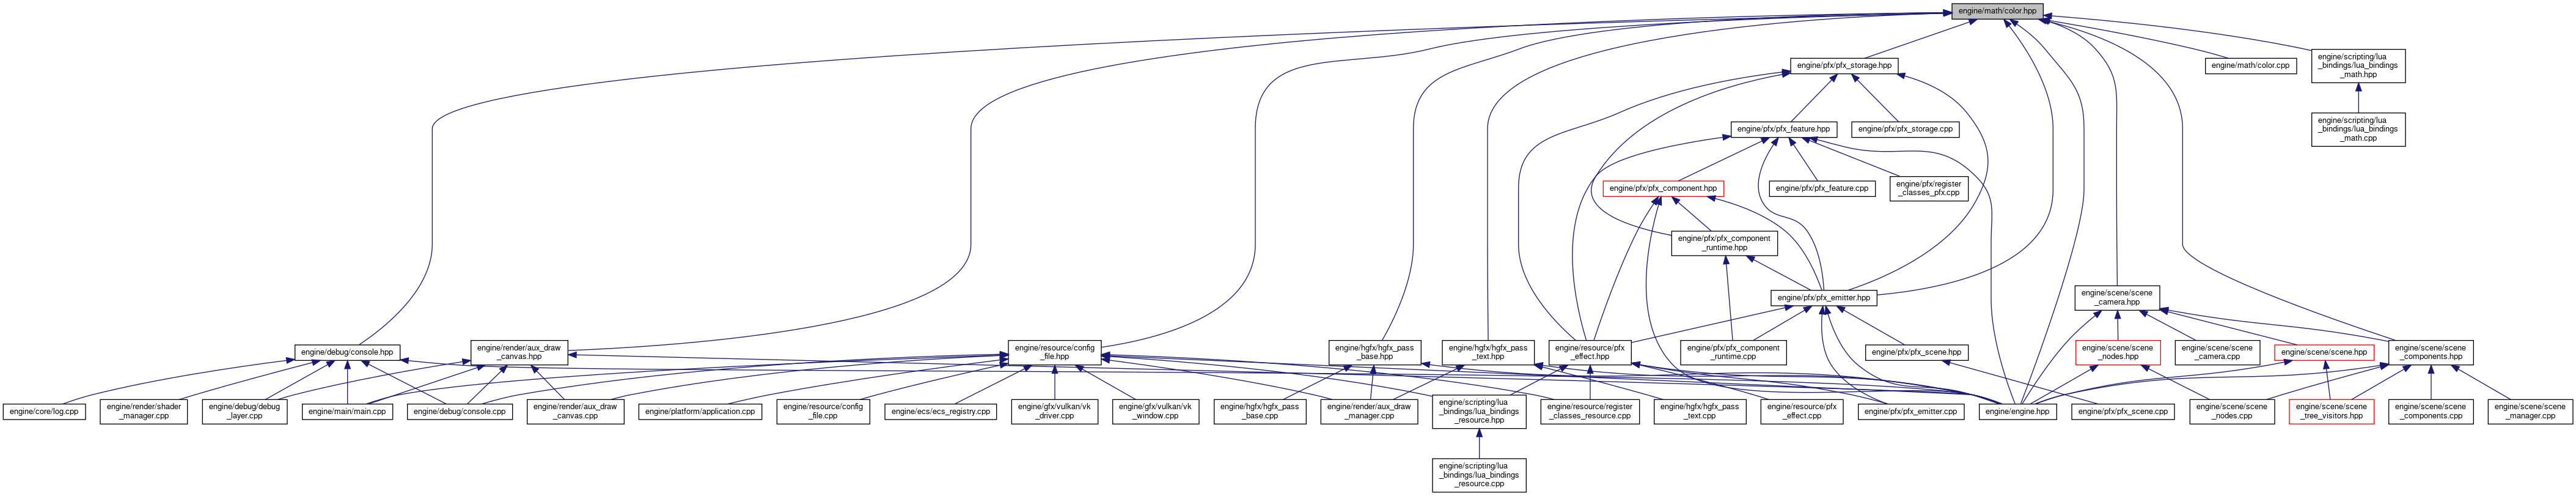 engine/math/color.hpp
engine/pfx/pfx_storage.hpp
engine/math/color.cpp
engine/scripting/lua
_bindings/lua_bindings
_math.hpp
engine/pfx/pfx_feature.hpp
engine/pfx/pfx_storage.cpp
engine/scripting/lua
_bindings/lua_bindings
_math.cpp
engine/pfx/pfx_component.hpp
engine/pfx/pfx_feature.cpp
engine/pfx/register
_classes_pfx.cpp
engine/pfx/pfx_component
_runtime.hpp
engine/pfx/pfx_emitter.hpp
engine/scene/scene
_camera.hpp
engine/debug/console.hpp
engine/render/aux_draw
_canvas.hpp
engine/resource/config
_file.hpp
engine/hgfx/hgfx_pass
_base.hpp
engine/hgfx/hgfx_pass
_text.hpp
engine/resource/pfx
_effect.hpp
engine/pfx/pfx_component
_runtime.cpp
engine/pfx/pfx_scene.hpp
engine/scene/scene
_nodes.hpp
engine/scene/scene
_camera.cpp
engine/scene/scene.hpp
engine/scene/scene
_components.hpp
engine/core/log.cpp
engine/render/shader
_manager.cpp
engine/debug/debug
_layer.cpp
engine/main/main.cpp
engine/debug/console.cpp
engine/render/aux_draw
_canvas.cpp
engine/platform/application.cpp
engine/resource/config
_file.cpp
engine/ecs/ecs_registry.cpp
engine/gfx/vulkan/vk
_driver.cpp
engine/gfx/vulkan/vk
_window.cpp
engine/hgfx/hgfx_pass
_base.cpp
engine/render/aux_draw
_manager.cpp
engine/scripting/lua
_bindings/lua_bindings
_resource.hpp
engine/resource/register
_classes_resource.cpp
engine/hgfx/hgfx_pass
_text.cpp
engine/resource/pfx
_effect.cpp
engine/pfx/pfx_emitter.cpp
engine/engine.hpp
engine/pfx/pfx_scene.cpp
engine/scene/scene
_nodes.cpp
engine/scene/scene
_tree_visitors.hpp
engine/scene/scene
_components.cpp
engine/scene/scene
_manager.cpp
engine/scripting/lua
_bindings/lua_bindings
_resource.cpp